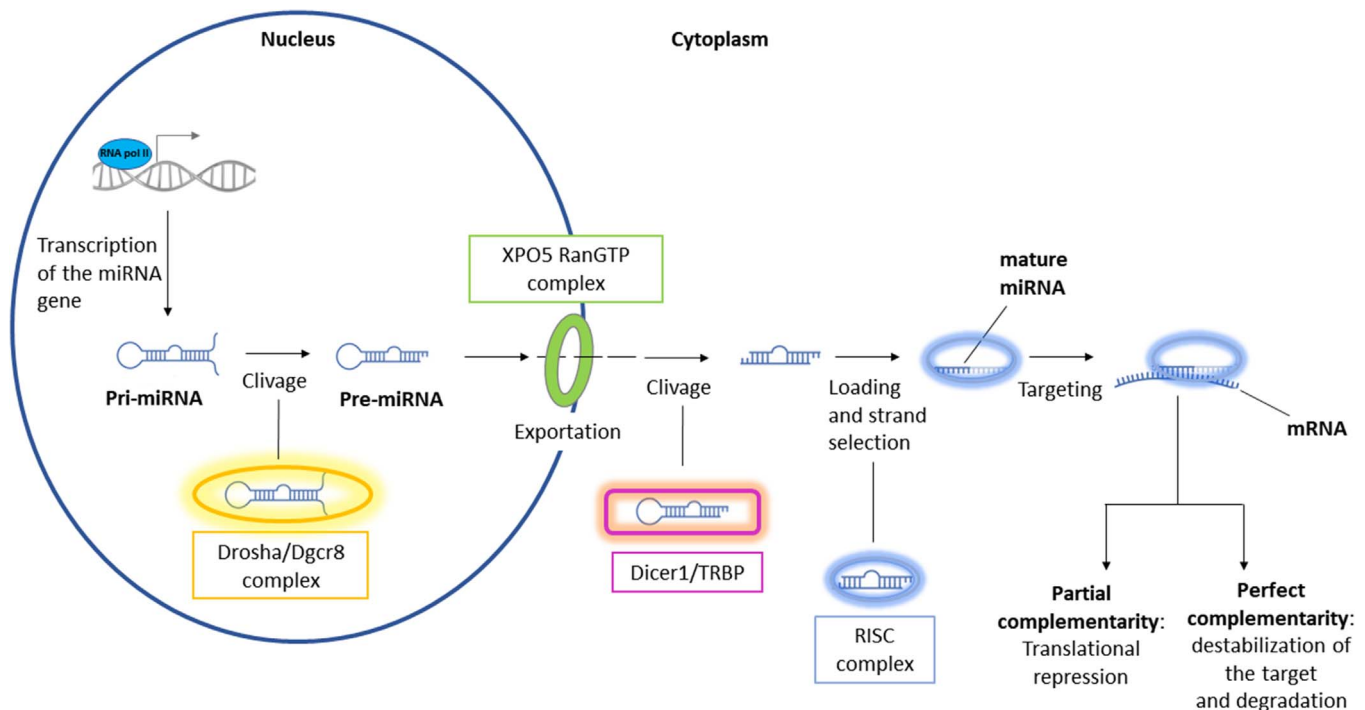 Nucleus
Cytoplasm
RNA pol II
Transcription
of the miRNA
gene
XPO5 RanGTP
complex
mature
miRNA
Pri-miRNA
Clivage
Pre-miRNA
Exportation
Clivage
Loading
and strand
selection
Targeting
mRNA
Drosha/Dgcr8
complex
Dicer1/TRBP
RISC
complex
Partial
complementarity:
Translational
repression
Perfect
complementarity:
destabilization of
the target
and degradation